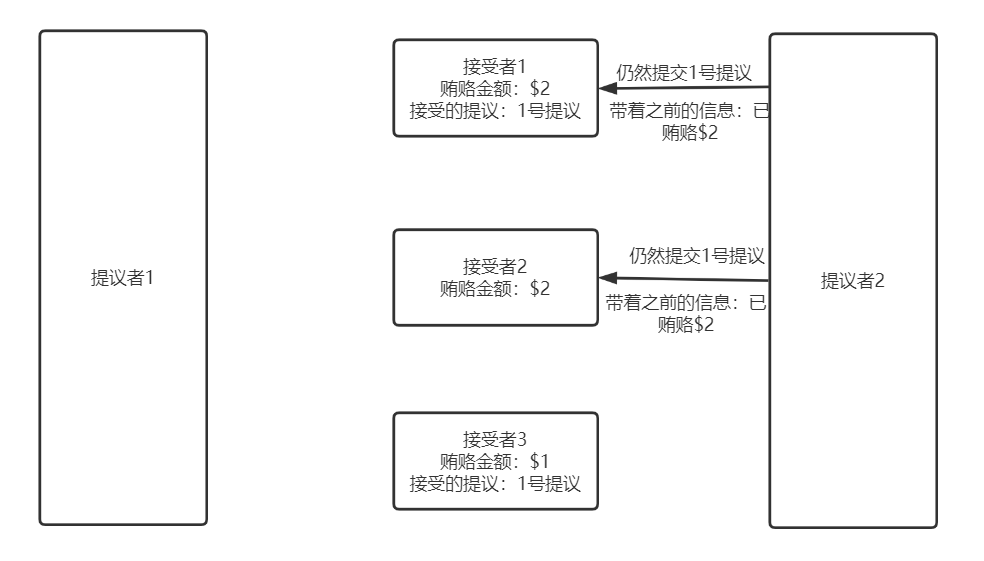 提议者1
接受者1
贿赂金额：$2
接受的提议：1号提议
仍然提交1号提议
带着之前的信息：已
贿赂$2
接受者2
贿赂金额：$2
仍然提交1号提议
带着之前的信息：已
贿赂$2
提议者2
接受者3
贿赂金额：$1
接受的提议：1号提议